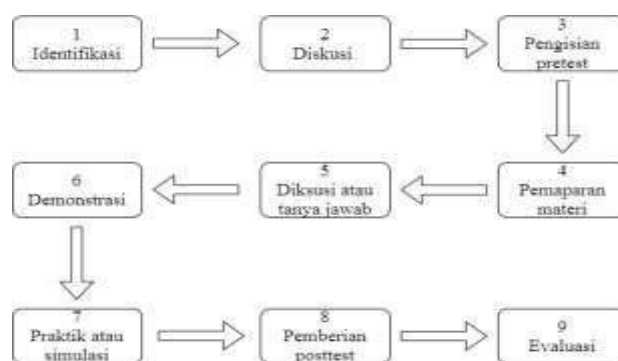 1
Identifikasi
2
Diskusi
3
Pengisian
pretest
4
Pemaparan
materi
5
Diksusi atau
tanya jawab
6
Demonstrasi
7
Praktik atau
simulasi
8
Pemberian
posttest
9
Evaluasi